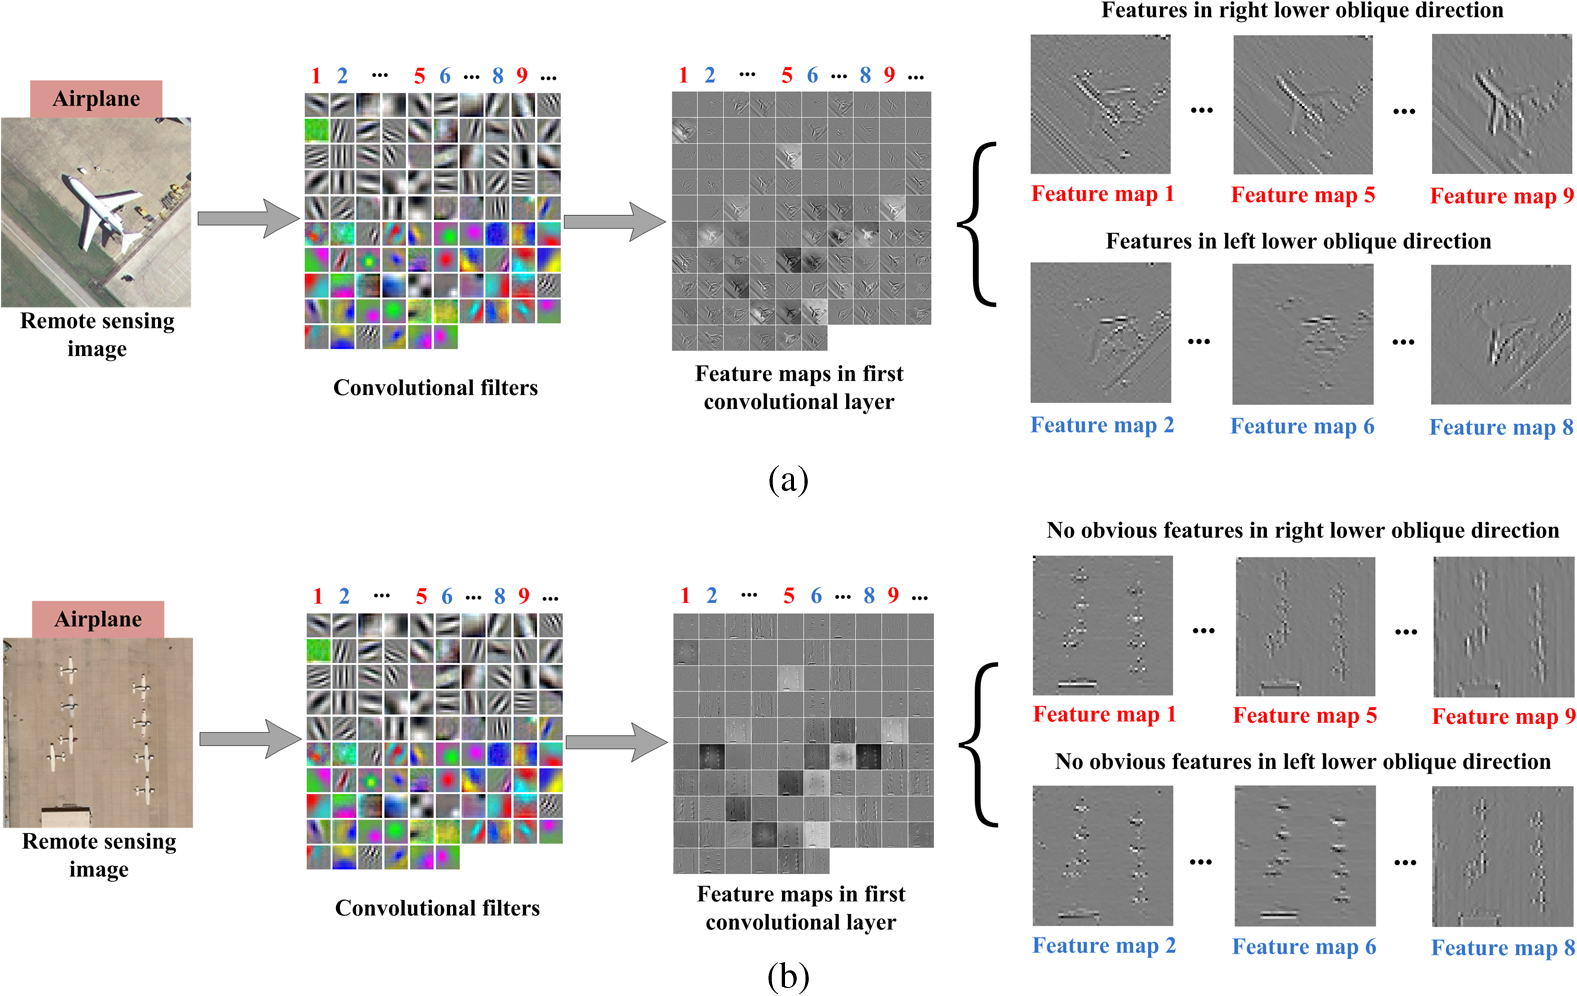 Features in right lower oblique direction
Airplane
1 2 ... 5 6 ... 8 9 ...
1 2 ... 5 6 ... 8 9 ...
Feature map 1 Feature map 5 Feature map 9
Features in left lower oblique direction
Remote sensing
image
Convolutional filters
Feature maps in first
convolutional layer
... ...
... ...
Feature map 2 Feature map 6 Feature map 8
(a)
No obvious features in right lower oblique direction
Airplane
1 2 ... 5 6 ... 8 9 ...
1 2 ... 5 6 ... 8 9 ...
... ...
Feature map 1 Feature map 5 Feature map 9
No obvious features in left lower oblique direction
Remote sensing
image
Convolutional filters
Feature maps in first
convolutional layer
... ...
Feature map 2 Feature map 6 Feature map 8
(b)